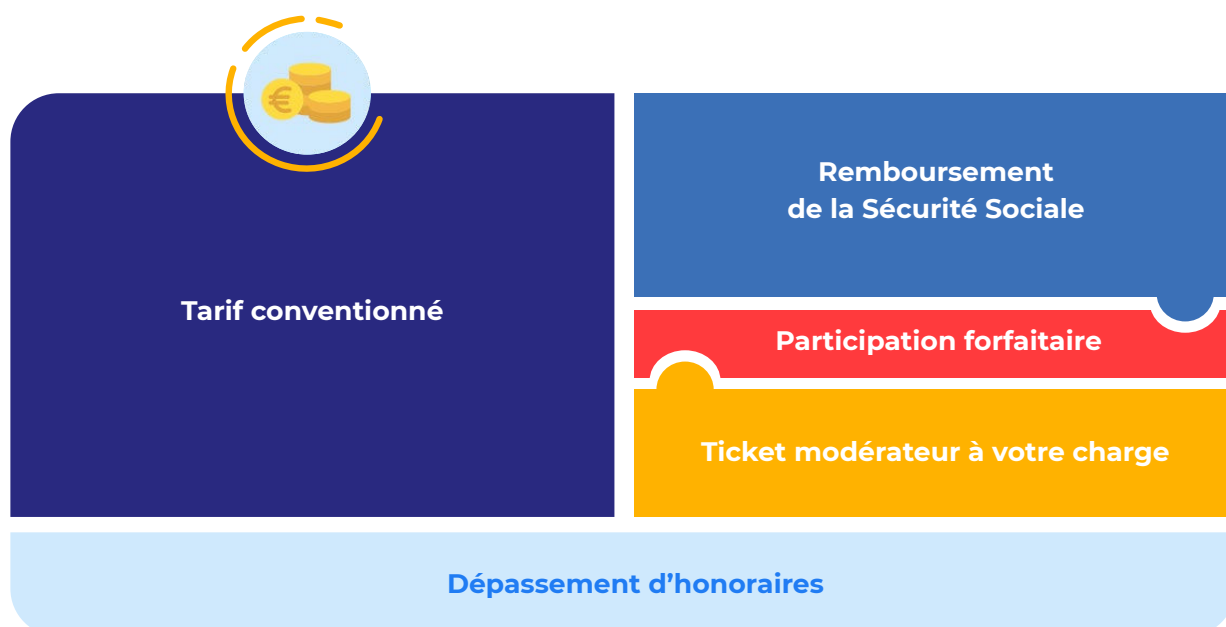 Remboursement
de la Sécurité Sociale
Tarif conventionné
Participation forfaitaire
Ticket modérateur à votre charge
Dépassement d’honoraires